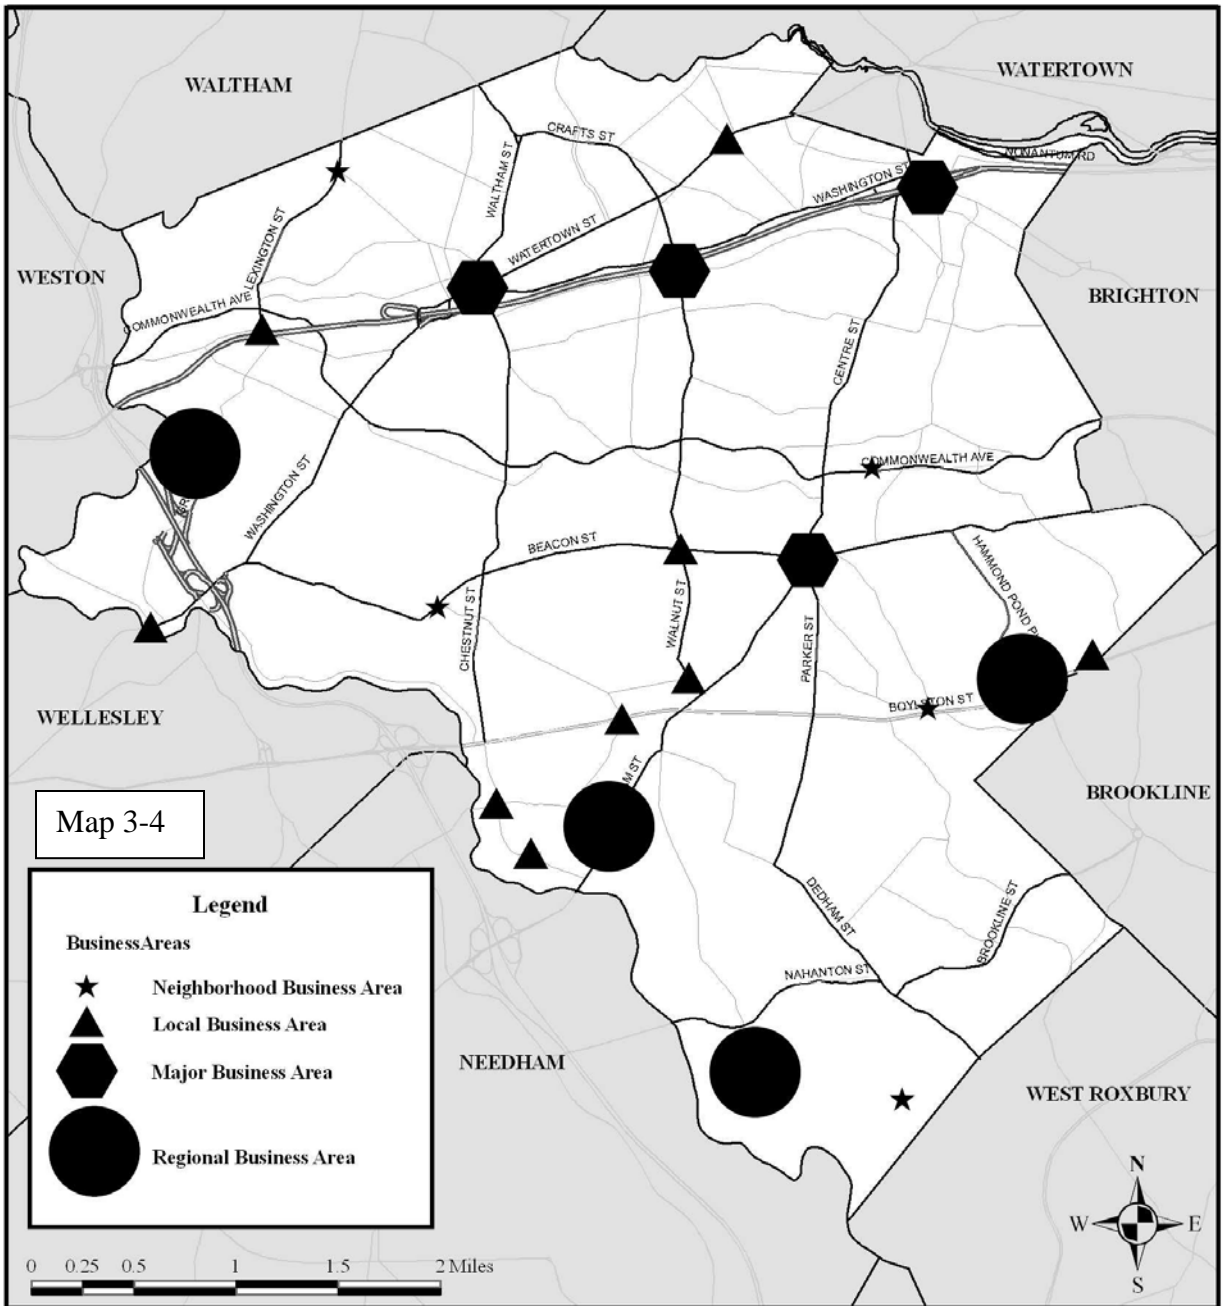 WALTHAM
WATERTOWN
CRAFTS ST
NONANTUM RD
WALTHAM ST
WASHINGTON ST
LEXINGTON ST
WATERTOWN ST
WESTON
BRIGHTON
COMMONWEALTH AVE
CENTRE ST
COMMONWEALTH AVE
WASHINGTON ST
BEACON ST
HAMMOND POND
CHESTNUT ST
WALNUT ST
PARKER ST
WELLESLEY
BOYLSTON ST
M ST
BROOKLINE
Map 3-4
DEDHAM ST
BROOKLINE ST
NAHANTON ST
Legend
BusinessAreas
Neighborhood Business Area
Local Business Area
Major Business Area
Regional Business Area
NEEDHAM
WEST ROXBURY
N
W E
S
0 0.25 0.5 1 1.5 2 Miles